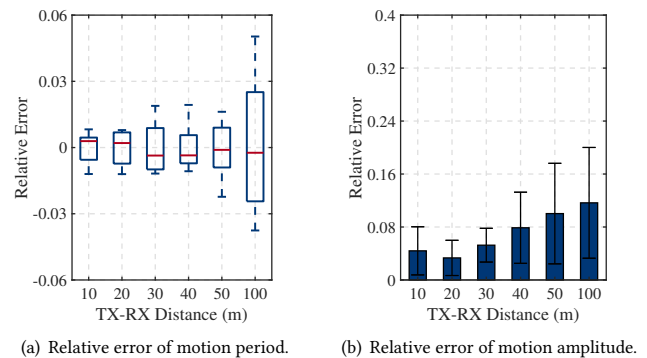 0.06
0.03
0
-0.03
-0.06
Relative Error
10 20 30 40 50 100
TX-RX Distance (m)
(a) Relative error of motion period.
0.4
0.32
0.24
0.16
0.08
0
Relative Error
10 20 30 40 50 100
TX-RX Distance (m)
(b) Relative error of motion amplitude.